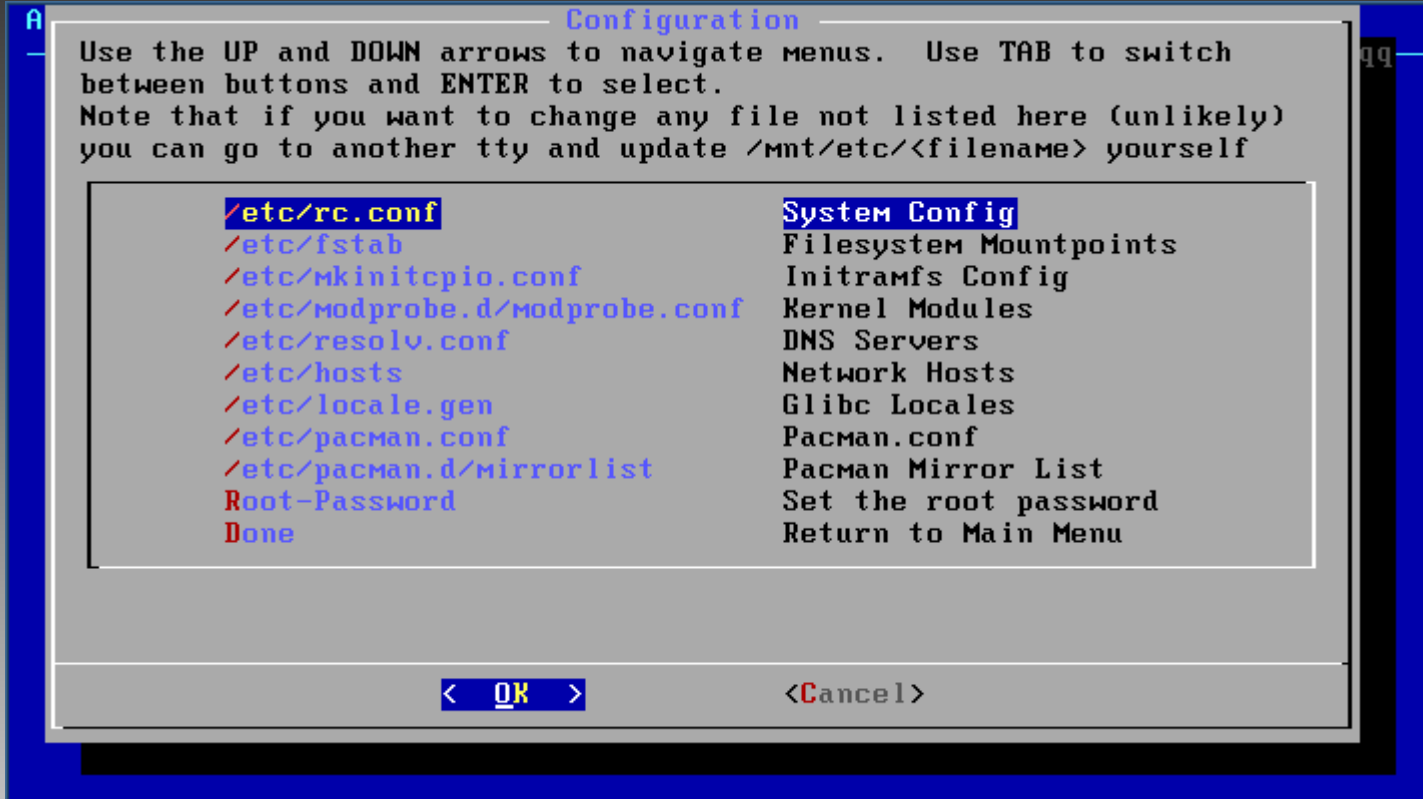 A
Configuration
qq
Use the UP and DOWN arrows to navigate menus.  Use TAB to switch
between buttons and ENTER to select.
Note that if you want to change any file not listed here (unlikely)
you can go to another tty and update /mnt/etc/<filename> yourself
/etc/rc.conf System Config
/etc/fstab Filesystem Mountpoints
/etc/mkinitcpio.conf Initramfs Config
/etc/modprobe.d/modprobe.conf Kernel Modules
/etc/resolv.conf DNS Servers
/etc/hosts Network Hosts
/etc/locale.gen Glibc Locales
/etc/pacman.conf Pacman.conf
/etc/pacman.d/mirrorlist Pacman Mirror List
Root-Password Set the root password
Done Return to Main Menu
< OK > <Cancel>